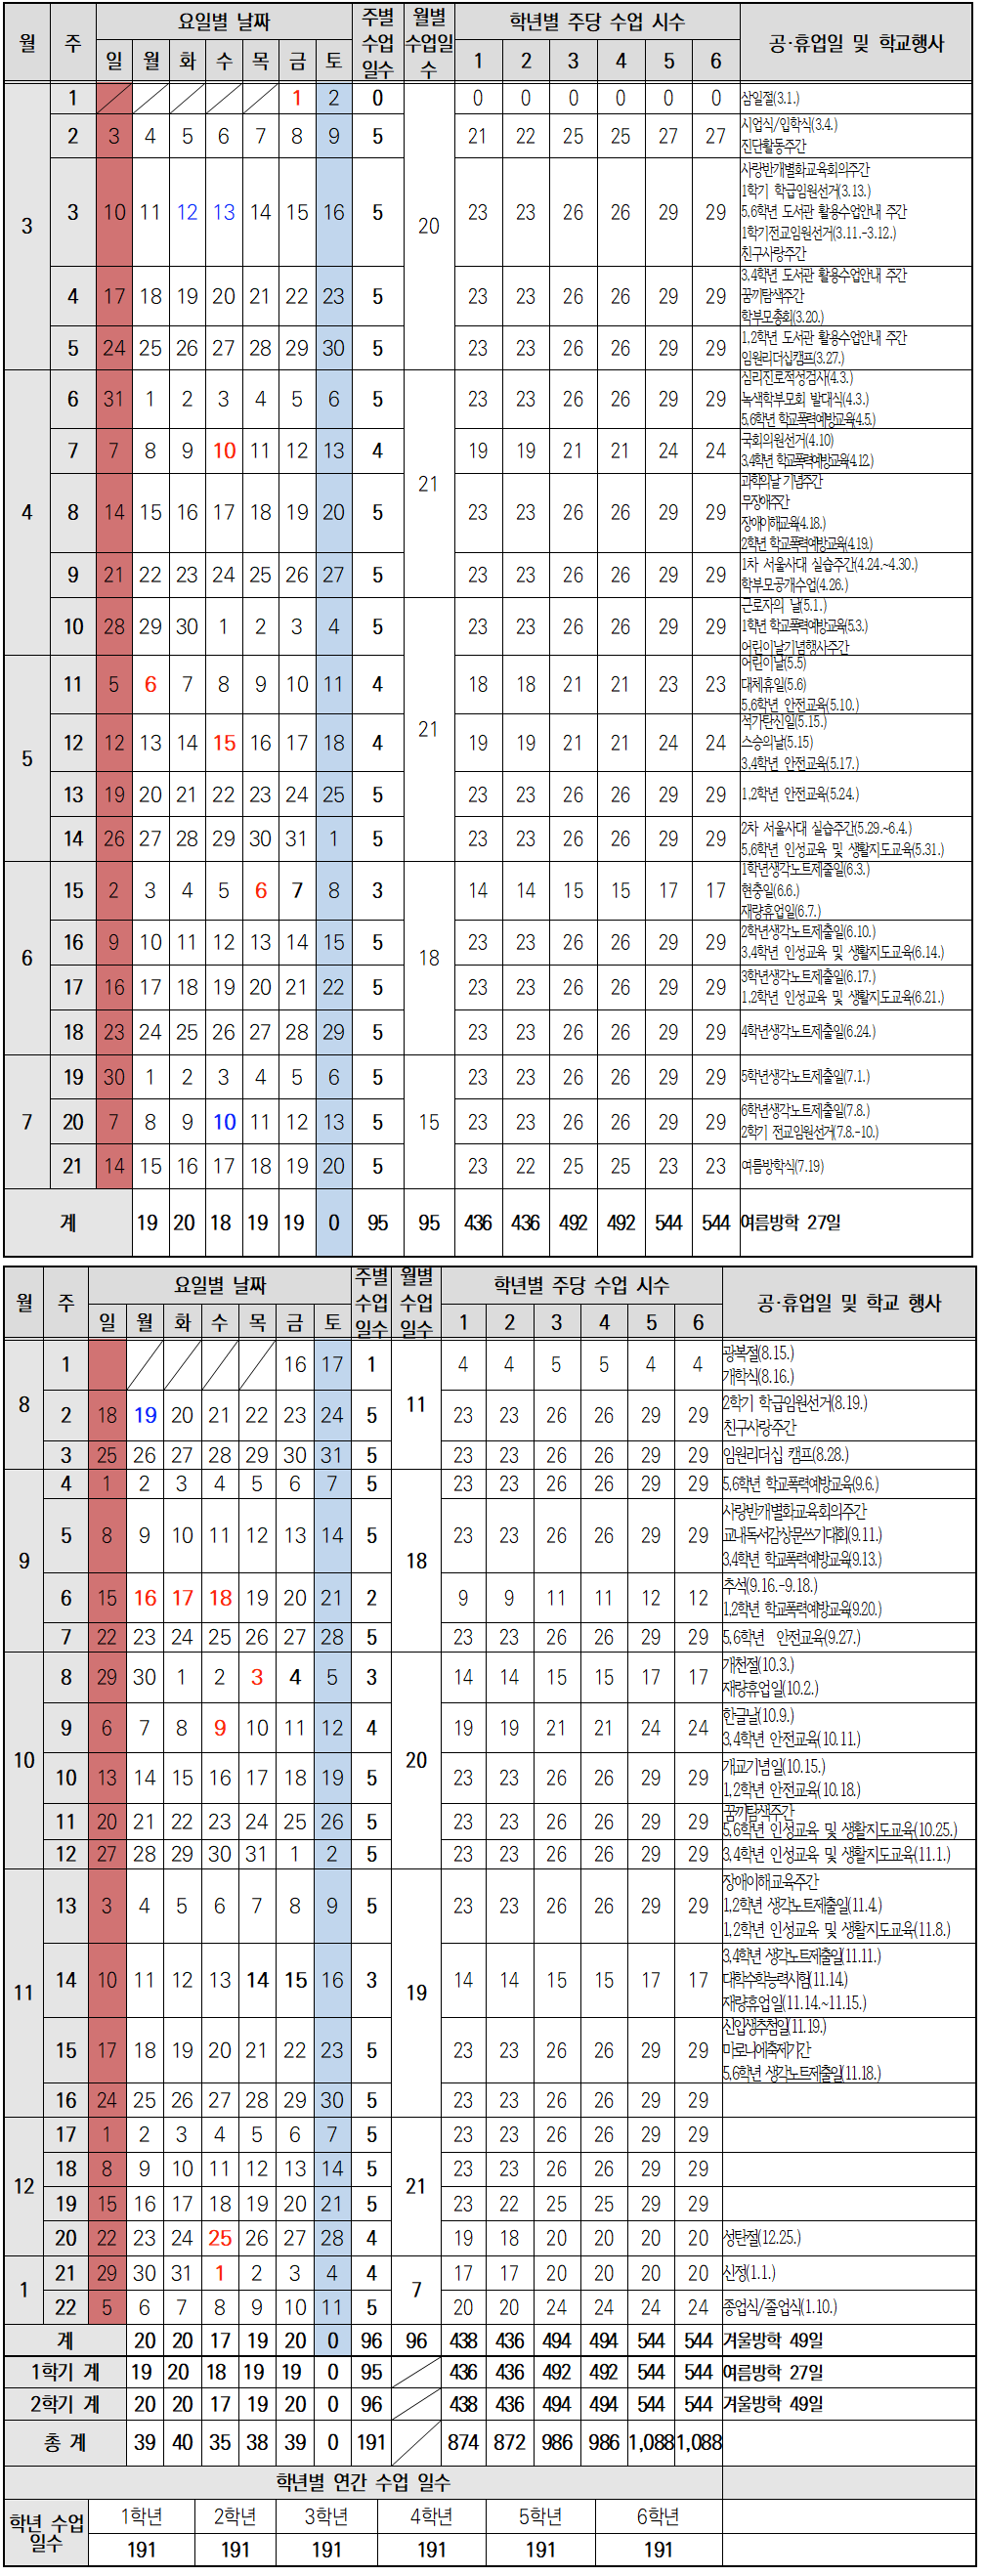 월 주 요일별 날짜 주별 수업 일수 월별 수업일 수 학년별 주당 수업 시수 공·휴업일 및 학교행사
일 월 화 수 목 금 토 1 2 3 4 5 6
3 1 1 2 0 20 0 0 0 0 0 0 삼일절(3.1.)
2 3 4 5 6 7 8 9 5 21 22 25 25 27 27 시업식/입학식(3.4.)
진단활동주간
3 10 11 12 13 14 15 16 5 23 23 26 26 29 29 사랑반개별화교육회의주간
1학기 학급임원선거(3.13.)
5,6학년 도서관 활용수업안내 주간
1학기전교임원선거(3.11.-3.12.)
친구사랑주간
4 17 18 19 20 21 22 23 5 23 23 26 26 29 29 3,4학년 도서관 활용수업안내 주간
꿈끼탐색주간
학부모총회(3.20.)
5 24 25 26 27 28 29 30 5 23 23 26 26 29 29 1,2학년 도서관 활용수업안내 주간
임원리더십캠프(3.27.)
4 6 31 1 2 3 4 5 6 5 21 23 23 26 26 29 29 심리진로적성검사(4.3.)
녹색학부모회 발대식(4.3.)
5,6학년 학교폭력예방교육(4.5.)
7 7 8 9 10 11 12 13 4 19 19 21 21 24 24 국회의원선거(4.10)
3,4학년 학교폭력예방교육(4.12.)
8 14 15 16 17 18 19 20 5 23 23 26 26 29 29 과학의날 기념주간
무장애주간
장애이해교육(4.18.)
2학년 학교폭력예방교육(4.19.)
9 21 22 23 24 25 26 27 5 23 23 26 26 29 29 1차 서울사대 실습주간(4.24.~4.30.)
학부모공개수업(4.26.)
10 28 29 30 1 2 3 4 5 21 23 23 26 26 29 29 근로자의 날(5.1.)
1학년 학교폭력예방교육(5.3.)
어린이날기념행사주간
5 11 5 6 7 8 9 10 11 4 18 18 21 21 23 23 어린이날(5.5)
대체휴일(5.6)
5.6학년 안전교육(5.10.)
12 12 13 14 15 16 17 18 4 19 19 21 21 24 24 석가탄신일(5.15.)
스승의날(5.15)
3.4학년 안전교육(5.17.)
13 19 20 21 22 23 24 25 5 23 23 26 26 29 29 1.2학년 안전교육(5.24.)
14 26 27 28 29 30 31 1 5 23 23 26 26 29 29 2차 서울사대 실습주간(5.29.~6.4.)
5.6학년 인성교육 및 생활지도교육(5.31.)
6 15 2 3 4 5 6 7 8 3 18 14 14 15 15 17 17 1학년생각노트제출일(6.3.)
현충일(6.6.)
재량휴업일(6.7.)
16 9 10 11 12 13 14 15 5 23 23 26 26 29 29 2학년생각노트제출일(6.10.)
3.4학년 인성교육 및 생활지도교육(6.14.)
17 16 17 18 19 20 21 22 5 23 23 26 26 29 29 3학년생각노트제출일(6.17.)
1.2학년 인성교육 및 생활지도교육(6.21.)
18 23 24 25 26 27 28 29 5 23 23 26 26 29 29 4학년생각노트제출일(6.24.)
7 19 30 1 2 3 4 5 6 5 15 23 23 26 26 29 29 5학년생각노트제출일(7.1.)
20 7 8 9 10 11 12 13 5 23 23 26 26 29 29 6학년생각노트제출일(7.8.)
2학기 전교임원선거(7.8.-10.)
21 14 15 16 17 18 19 20 5 23 22 25 25 23 23 여름방학식(7.19)
계 19 20 18 19 19 0 95 95 436 436 492 492 544 544 여름방학 27일
월 주 요일별 날짜 주별 수업 일수 월별 수업 일수 학년별 주당 수업 시수 공·휴업일 및 학교 행사
일 월 화 수 목 금 토 1 2 3 4 5 6
8 1 16 17 1 11 4 4 5 5 4 4 광복절(8.15.)
개학식(8.16.)
2 18 19 20 21 22 23 24 5 23 23 26 26 29 29 2학기 학급임원선거(8.19.)
친구사랑주간
3 25 26 27 28 29 30 31 5 23 23 26 26 29 29 임원리더십 캠프(8.28.)
9 4 1 2 3 4 5 6 7 5 18 23 23 26 26 29 29 5,6학년 학교폭력예방교육(9.6.)
5 8 9 10 11 12 13 14 5 23 23 26 26 29 29 사랑반개별화교육회의주간
교내독서감상문쓰기대회(9.11.)
3,4학년 학교폭력예방교육(9.13.)
6 15 16 17 18 19 20 21 2 9 9 11 11 12 12 추석(9.16.-9.18.)
1,2학년 학교폭력예방교육(9.20.)
7 22 23 24 25 26 27 28 5 23 23 26 26 29 29 5,6학년 안전교육(9.27.)
10 8 29 30 1 2 3 4 5 3 20 14 14 15 15 17 17 개천절(10.3.)
재량휴업일(10.2.)
9 6 7 8 9 10 11 12 4 19 19 21 21 24 24 한글날(10.9.)
3,4학년 안전교육(10.11.)
10 13 14 15 16 17 18 19 5 23 23 26 26 29 29 개교기념일(10.15.)
1,2학년 안전교육(10.18.)
11 20 21 22 23 24 25 26 5 23 23 26 26 29 29 꿈끼탐색주간
5,6학년 인성교육 및 생활지도교육(10.25.)
12 27 28 29 30 31 1 2 5 23 23 26 26 29 29 3,4학년 인성교육 및 생활지도교육(11.1.)
11 13 3 4 5 6 7 8 9 5 19 23 23 26 26 29 29 장애이해교육주간
1,2학년 생각노트제출일(11.4.)
1,2학년 인성교육 및 생활지도교육(11.8.)
14 10 11 12 13 14 15 16 3 14 14 15 15 17 17 3,4학년 생각노트제출일(11.11.)
대학수학능력시험(11.14.)
재량휴업일(11.14.~11.15.)
15 17 18 19 20 21 22 23 5 23 23 26 26 29 29 신입생추첨일(11.19.)
마로니에축제기간
5,6학년 생각노트제출일(11.18.)
16 24 25 26 27 28 29 30 5 23 23 26 26 29 29
12 17 1 2 3 4 5 6 7 5 21 23 23 26 26 29 29
18 8 9 10 11 12 13 14 5 23 23 26 26 29 29
19 15 16 17 18 19 20 21 5 23 22 25 25 29 29
20 22 23 24 25 26 27 28 4 19 18 20 20 20 20 성탄절(12.25.)
1 21 29 30 31 1 2 3 4 4 7 17 17 20 20 20 20 신정(1.1.)
22 5 6 7 8 9 10 11 5 20 20 24 24 24 24 종업식/졸업식(1.10.)
계 20 20 17 19 20 0 96 96 438 436 494 494 544 544 겨울방학 49일
1학기 계 19 20 18 19 19 0 95 436 436 492 492 544 544 여름방학 27일
2학기 계 20 20 17 19 20 0 96 438 436 494 494 544 544 겨울방학 49일
총 계 39 40 35 38 39 0 191 874 872 986 986 1,088 1,088
학년별 연간 수업 일수
학년 수업 일수 1학년 2학년 3학년 4학년 5학년 6학년
191 191 191 191 191 191